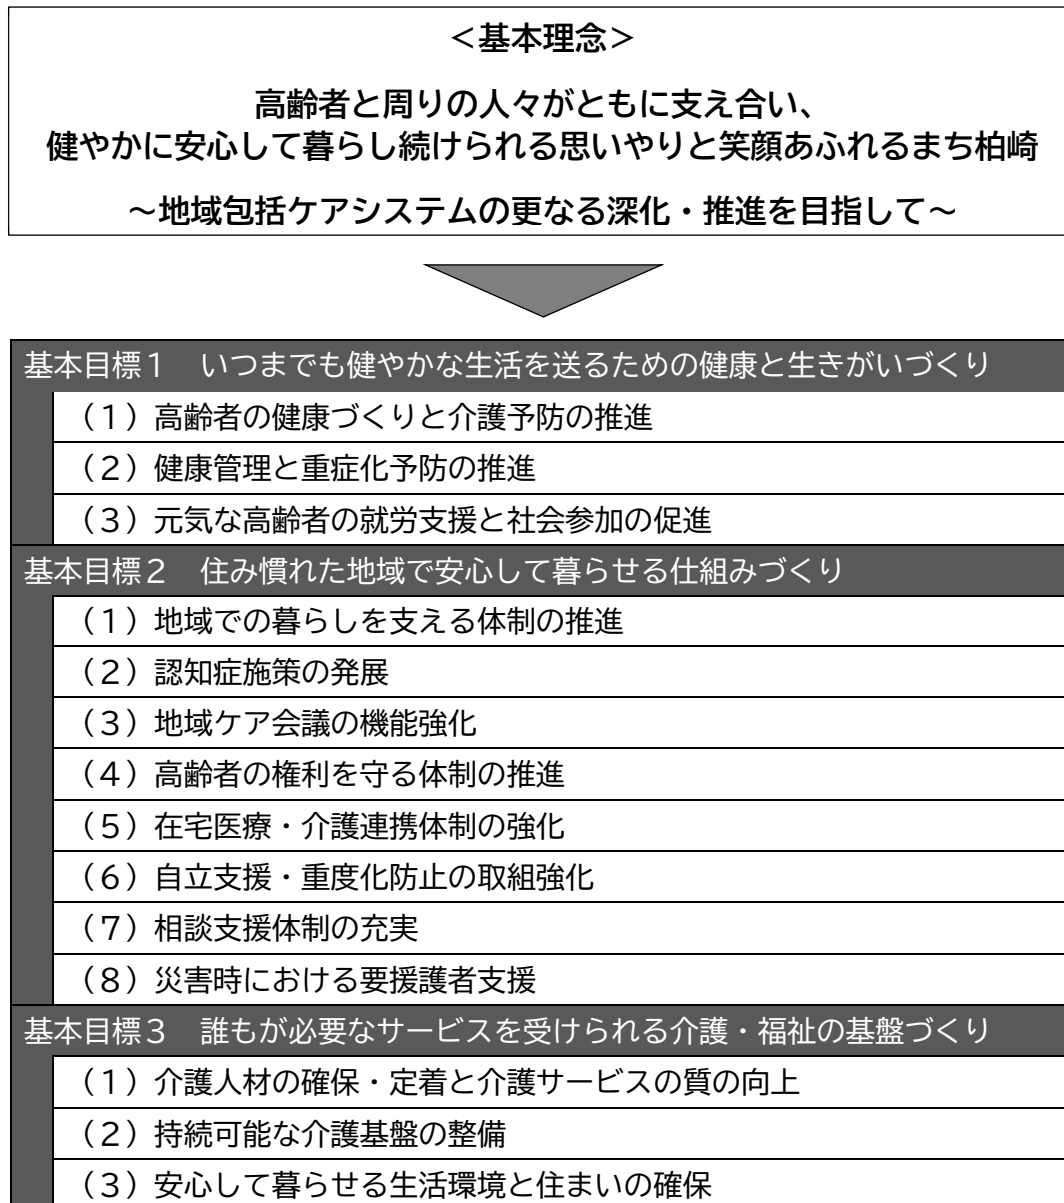 ＜基本理念＞
高齢者と周りの人々がともに支え合い、
健やかに安心して暮らし続けられる思いやりと笑顔あふれるまち柏崎
～地域包括ケアシステムの更なる深化・推進を目指して～
基本目標１　いつまでも健やかな生活を送るための健康と生きがいづくり
（１）高齢者の健康づくりと介護予防の推進
（２）健康管理と重症化予防の推進
（３）元気な高齢者の就労支援と社会参加の促進
基本目標２　住み慣れた地域で安心して暮らせる仕組みづくり
（１）地域での暮らしを支える体制の推進
（２）認知症施策の発展
（３）地域ケア会議の機能強化
（４）高齢者の権利を守る体制の推進
（５）在宅医療・介護連携体制の強化
（６）自立支援・重度化防止の取組強化
（７）相談支援体制の充実
（８）災害時における要援護者支援
基本目標３　誰もが必要なサービスを受けられる介護・福祉の基盤づくり
（１）介護人材の確保・定着と介護サービスの質の向上
（２）持続可能な介護基盤の整備
（３）安心して暮らせる生活環境と住まいの確保